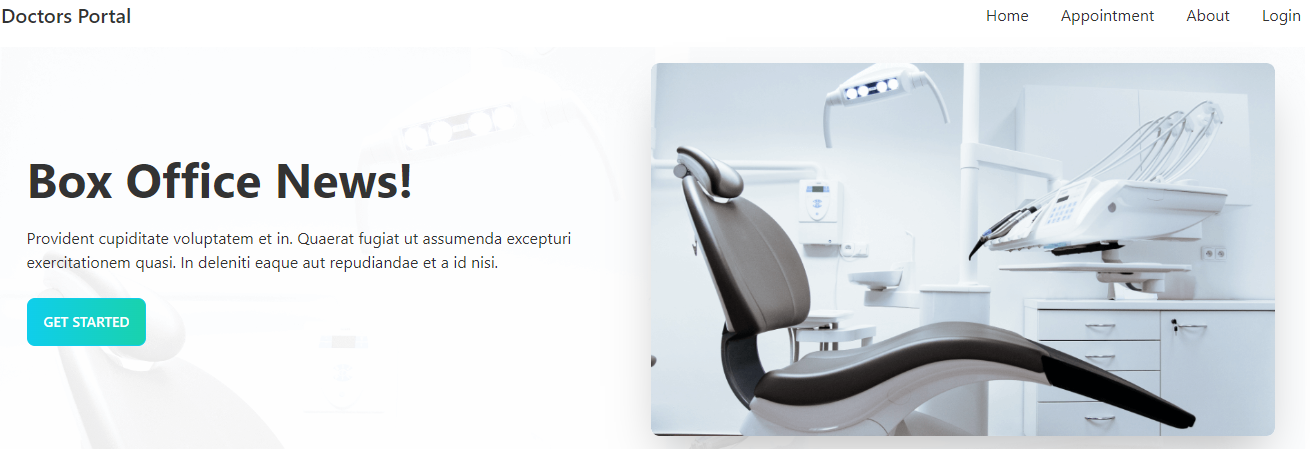 Doctors Portal
Home Appointment About Login
Box Office News!
Provident cupiditate voluptatem et in. Quaerat fugiat ut assumenda excepturi
exercitationem quasi. In deleniti eaque aut repudiandae et a id nisi.
GET STARTED